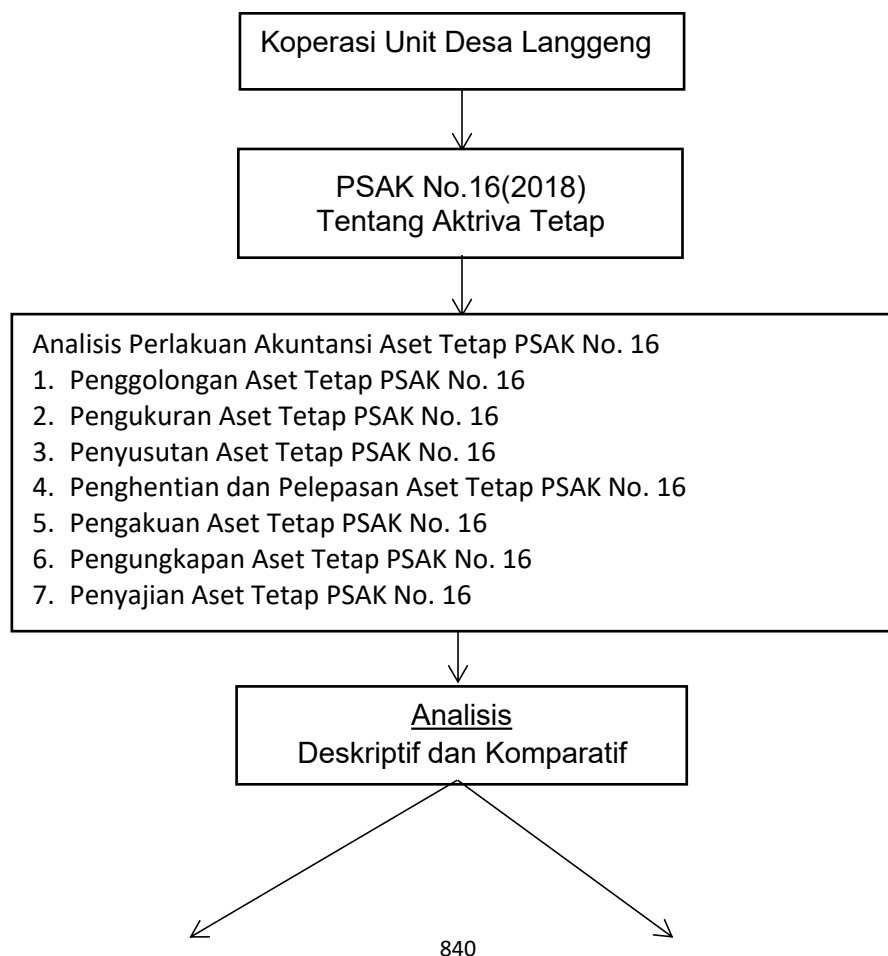 Koperasi Unit Desa Langgeng
PSAK No.16(2018)
Tentang Aktriva Tetap
Analisis Perlakuan Akuntansi Aset Tetap PSAK No. 16
1. Penggolongan Aset Tetap PSAK No. 16
2. Pengukuran Aset Tetap PSAK No. 16
3. Penyusutan Aset Tetap PSAK No. 16
4. Penghentian dan Pelepasan Aset Tetap PSAK No. 16
5. Pengakuan Aset Tetap PSAK No. 16
6. Pengungkapan Aset Tetap PSAK No. 16
7. Penyajian Aset Tetap PSAK No. 16
Analisis
Deskriptif dan Komparatif
840